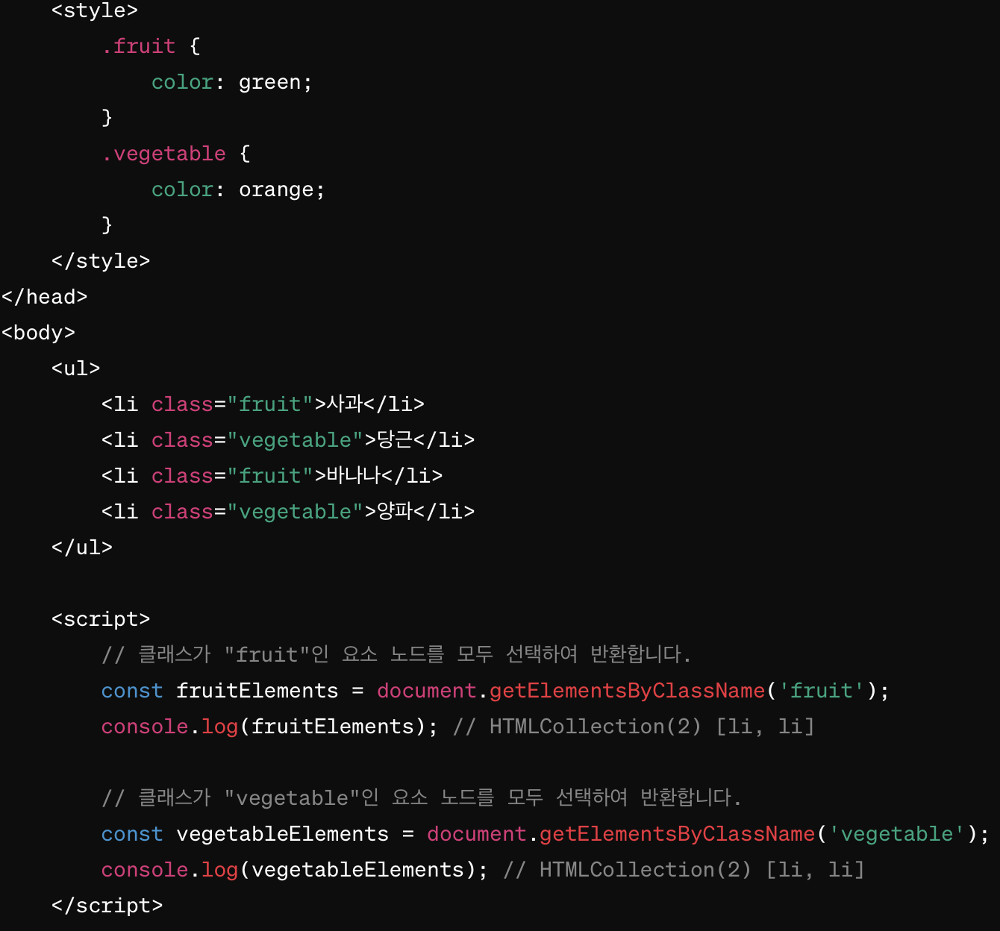 <style>
.fruit {
color: green;
}
.vegetable {
color: orange;
}
</style>
</head>
<body>
<ul>
<li class="fruit">사과</li>
<li class="vegetable">당근</li>
<li class="fruit">바나나</li>
<li class="vegetable">양파</li>
</ul>
<script>
// 클래스가 "fruit"인 요소 노드를 모두 선택하여 반환합니다.
const fruitElements = document.getElementsByClassName('fruit');
console.log(fruitElements); // HTMLCollection(2) [li, li]
// 클래스가 "vegetable"인 요소 노드를 모두 선택하여 반환합니다.
const vegetableElements = document.getElementsByClassName('vegetable');
console.log(vegetableElements); // HTMLCollection(2) [li, li]
</script>